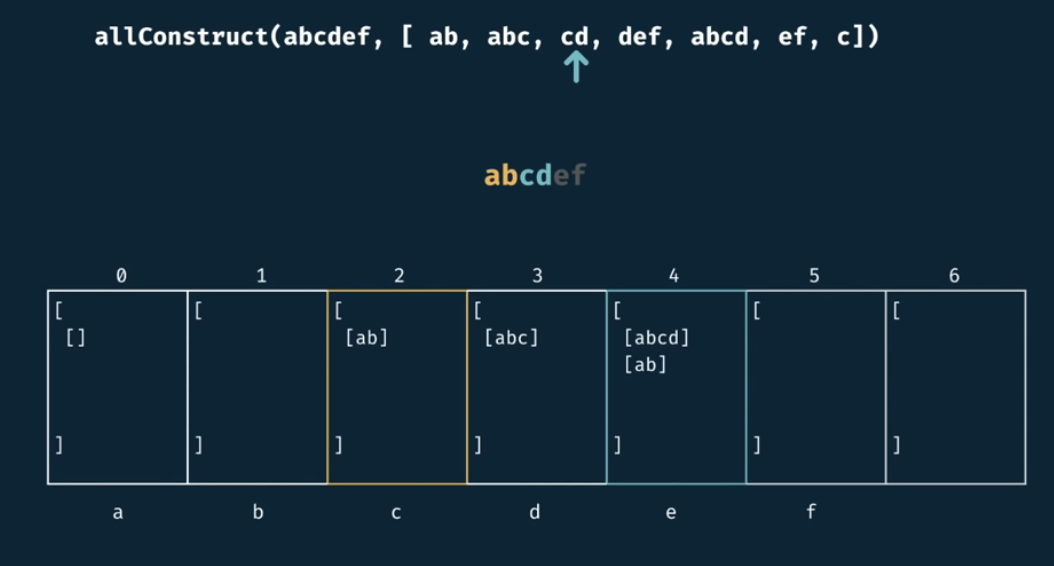 allConstruct(abcdef, [ ab, abc, cd, def, abcd, ef, c])
abcdef
0 1 2 3 4 5 6
[ [ [ [ [ [ [
[] [ab] [abc] [abcd]
[ab]
] ] ] ] ] ] ]
a b c d e f